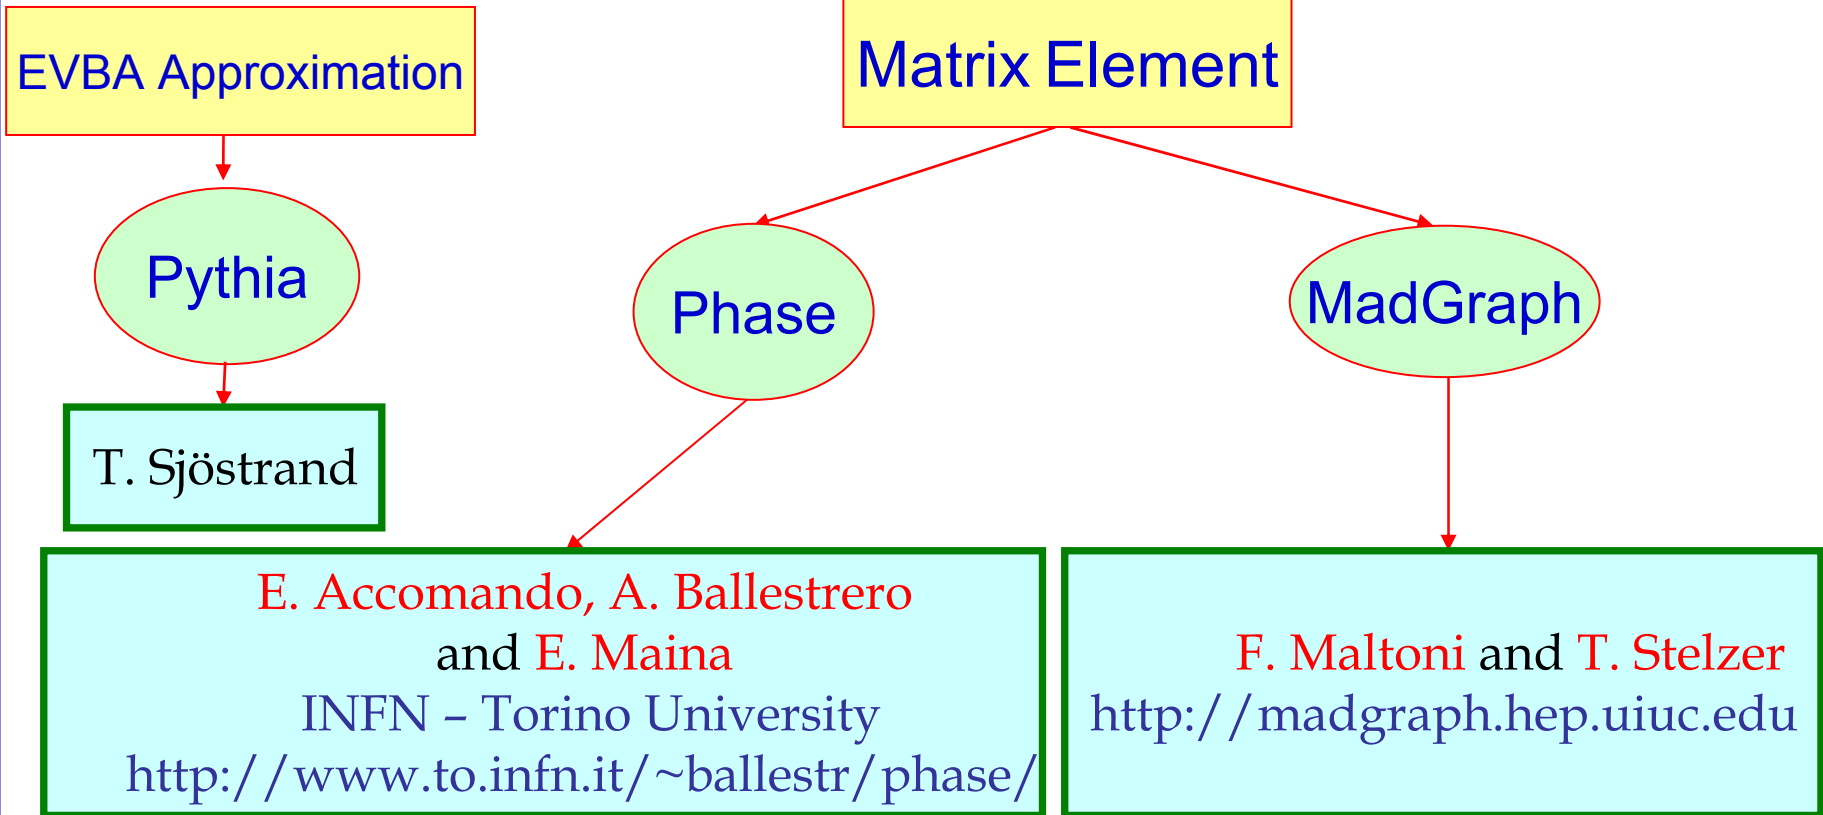 EVBA Approximation
Matrix Element
Pythia
Phase
MadGraph
T. Sjöstrand
E. Accomando, A. Ballestrero
and E. Maina
INFN – Torino University
http://www.to.infn.it/~ballestr/phase/
F. Maltoni and T. Stelzer
http://madgraph.hep.uiuc.edu